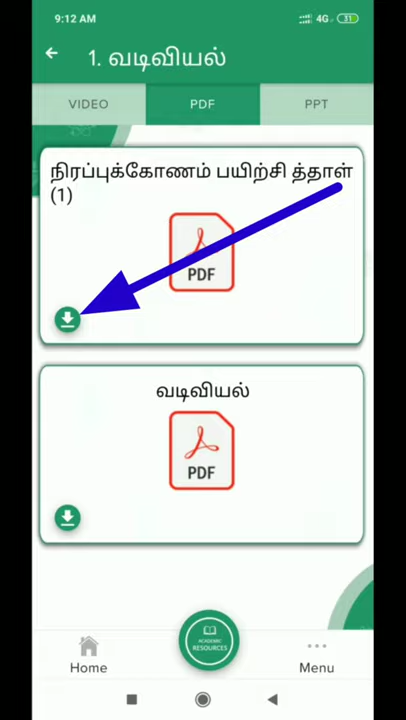 9:12 AM
4G
31
1. வடிவியல்
VIDEO
PDF
PPT
நிரப்புக்கோணம் பயிற்சி த்தாள்
(1)
PDF
வடிவியல்
PDF
ACADEMIC
RESOURCES
Home
Menu